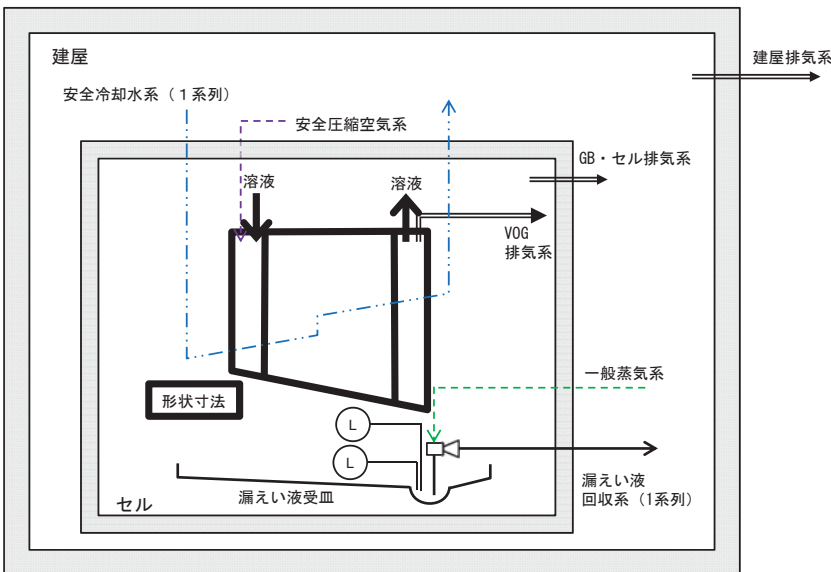 建屋
建屋排気系
安全冷却水系（１系列）
安全圧縮空気系
GB・セル排気系
溶液
溶液
VOG
排気系
一般蒸気系
形状寸法
L
L
漏えい液受皿
漏えい液
回収系（1系列）
セル